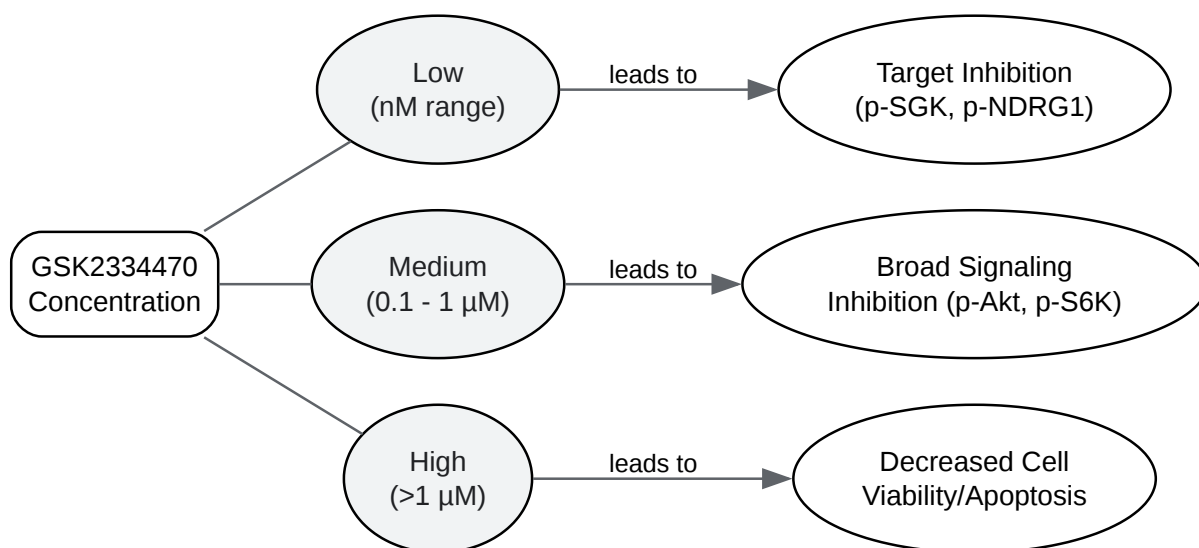 GSK2334470
Concentration
Low
(nM range)
leads to
Target Inhibition
(p-SGK, p-NDRG1)
Medium
(0.1 - 1 µM)
leads to
Broad Signaling
Inhibition (p-Akt, p-S6K)
High
(>1 µM)
leads to
Decreased Cell
Viability/Apoptosis